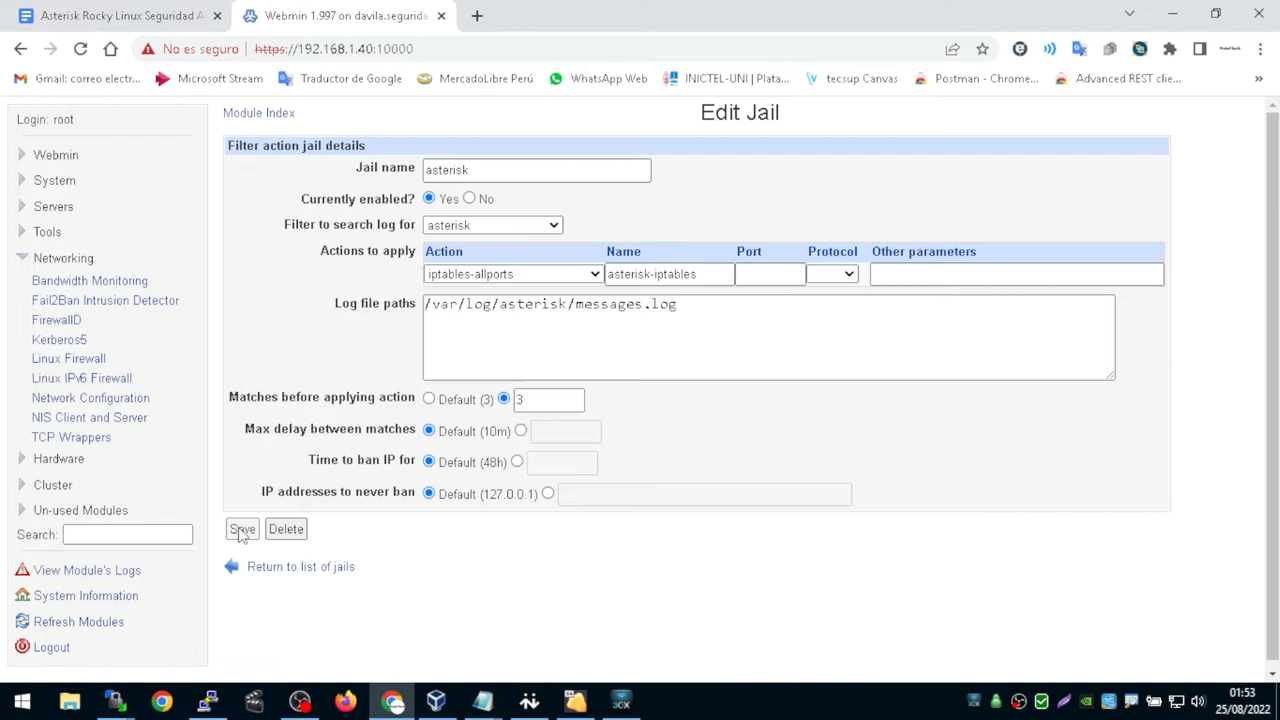 Asterisk Rocky Linux Seguridad A
Webmin 1.997 on davila.segurida
No es seguro | https://192.168.1.40:10000
Gmail: correo electr...
Microsoft Stream
Traductor de Google
MercadoLibre Perú
WhatsApp Web
INICTEL-UNI | Plata...
tecsup Canvas
Postman - Chrome...
Advanced REST clie...
»
Login: root
Webmin
System
Servers
Tools
Networking
Bandwidth Monitoring
Fail2Ban Intrusion Detector
FirewallD
Kerberos5
Linux Firewall
Linux IPv6 Firewall
Network Configuration
NIS Client and Server
TCP Wrappers
Hardware
Cluster
Un-used Modules
Search:
View Module's Logs
System Information
Refresh Modules
Logout
Module Index
Edit Jail
Filter action jail details
Jail name asterisk
Currently enabled? Yes No
Filter to search log for asterisk
Actions to apply Action Name Port Protocol Other parameters
iptables-allports asterisk-iptables
Log file paths /var/log/asterisk/messages.log
Matches before applying action Default (3) 3
Max delay between matches Default (10m)
Time to ban IP for Default (48h)
IP addresses to never ban Default (127.0.0.1)
Save Delete
Return to list of jails
3CX
01:53
25/08/2022